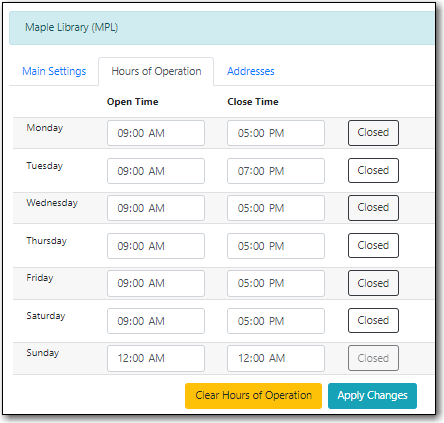 Maple Library (MPL)
Main Settings Hours of Operation Addresses
Open Time Close Time
Monday 09:00 AM 05:00 PM Closed
Tuesday 09:00 AM 07:00 PM Closed
Wednesday 09:00 AM 05:00 PM Closed
Thursday 09:00 AM 05:00 PM Closed
Friday 09:00 AM 05:00 PM Closed
Saturday 09:00 AM 05:00 PM Closed
Sunday 12:00 AM 12:00 AM Closed
Clear Hours of Operation Apply Changes